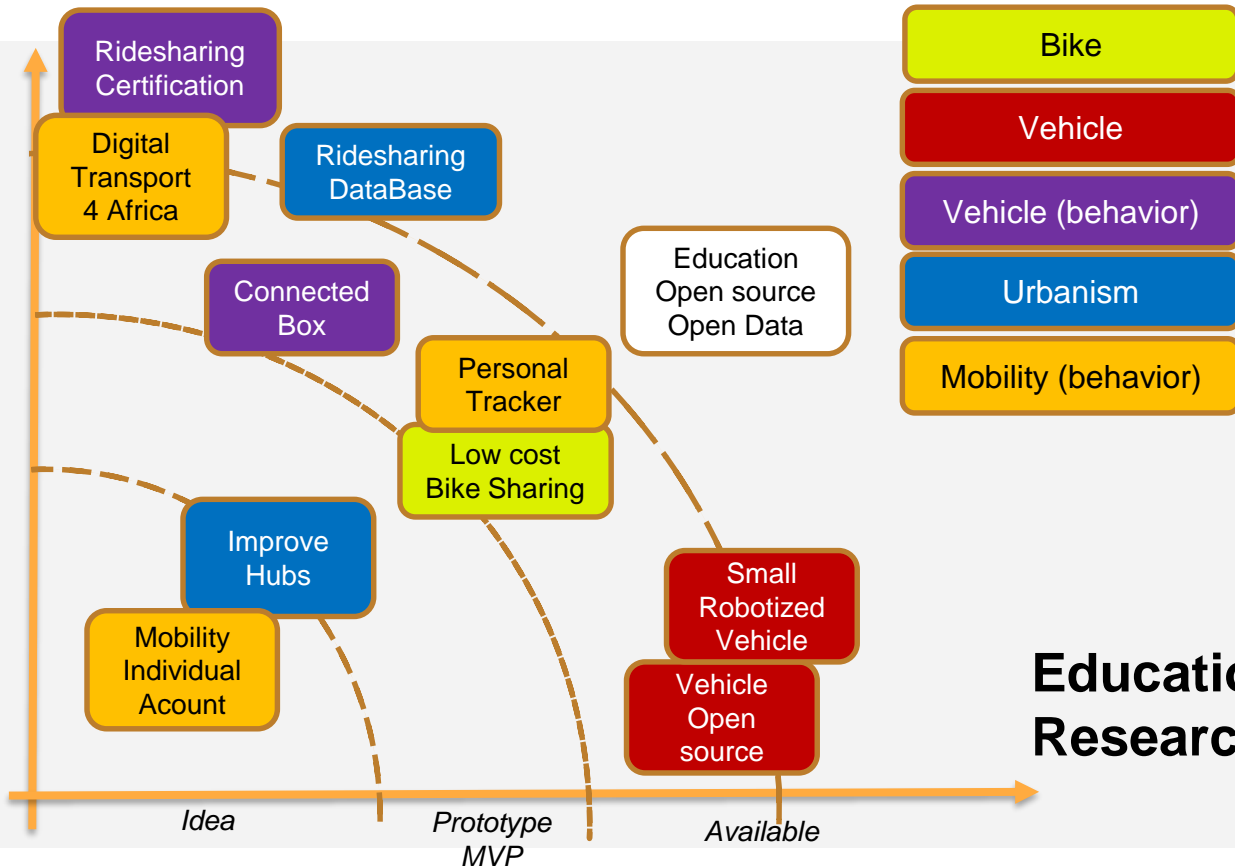 Ridesharing
Certification
Digital
Transport
4 Africa
Ridesharing
DataBase
Connected
Box
Education
Open source
Open Data
Personal
Tracker
Low cost
Bike Sharing
Improve
Hubs
Mobility
Individual
Acount
Small
Robotized
Vehicle
Vehicle
Open
source
Bike
Vehicle
Vehicle (behavior)
Urbanism
Mobility (behavior)
Educatio
Researc
Idea
Prototype
MVP
Available